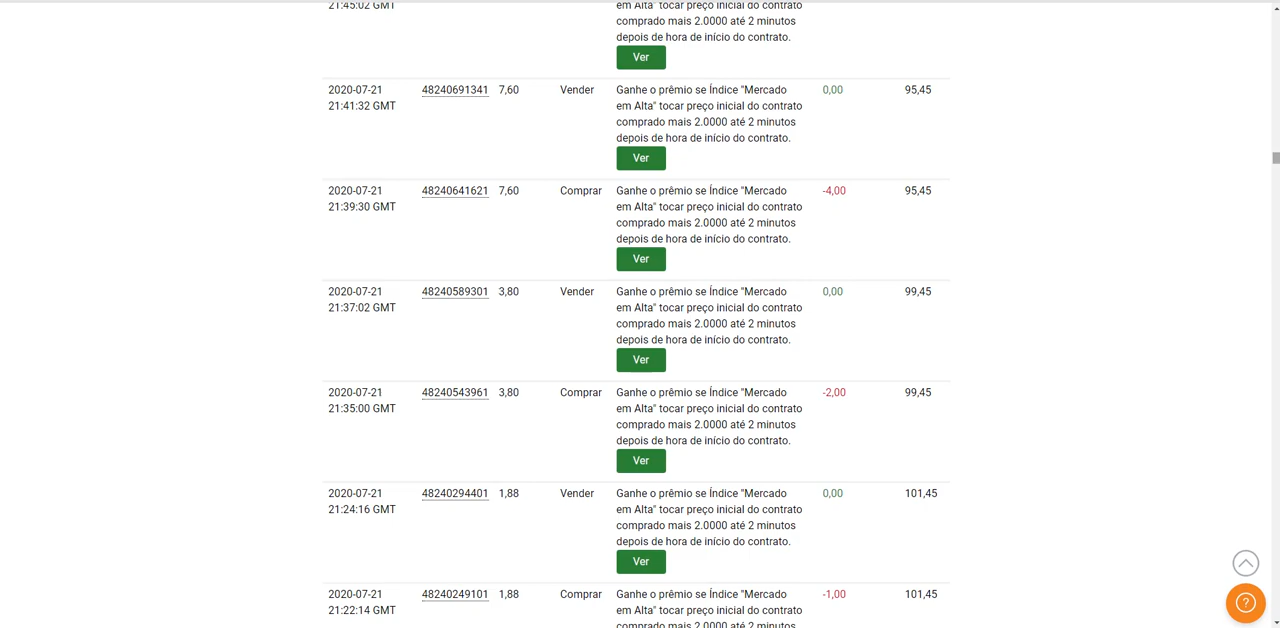 21:45:02 GMT
em Alta" tocar preço inicial do contrato
comprado mais 2.0000 até 2 minutos
depois de hora de início do contrato.
Ver
2020-07-21 48240691341 7,60 Vender Ganhe o prêmio se Índice "Mercado 0,00 95,45
21:41:32 GMT em Alta" tocar preço inicial do contrato
comprado mais 2.0000 até 2 minutos
depois de hora de início do contrato.
Ver
2020-07-21 48240641621 7,60 Comprar Ganhe o prêmio se Índice "Mercado -4,00 95,45
21:39:30 GMT em Alta" tocar preço inicial do contrato
comprado mais 2.0000 até 2 minutos
depois de hora de início do contrato.
Ver
2020-07-21 48240589301 3,80 Vender Ganhe o prêmio se Índice "Mercado 0,00 99,45
21:37:02 GMT em Alta" tocar preço inicial do contrato
comprado mais 2.0000 até 2 minutos
depois de hora de início do contrato.
Ver
2020-07-21 48240543961 3,80 Comprar Ganhe o prêmio se Índice "Mercado -2,00 99,45
21:35:00 GMT em Alta" tocar preço inicial do contrato
comprado mais 2.0000 até 2 minutos
depois de hora de início do contrato.
Ver
2020-07-21 48240294401 1,88 Vender Ganhe o prêmio se Índice "Mercado 0,00 101,45
21:24:16 GMT em Alta" tocar preço inicial do contrato
comprado mais 2.0000 até 2 minutos
depois de hora de início do contrato.
Ver
2020-07-21 48240249101 1,88 Comprar Ganhe o prêmio se Índice "Mercado -1,00 101,45
21:22:14 GMT em Alta" tocar preço inicial do contrato
comprado mais 2.0000 até 2 minutos